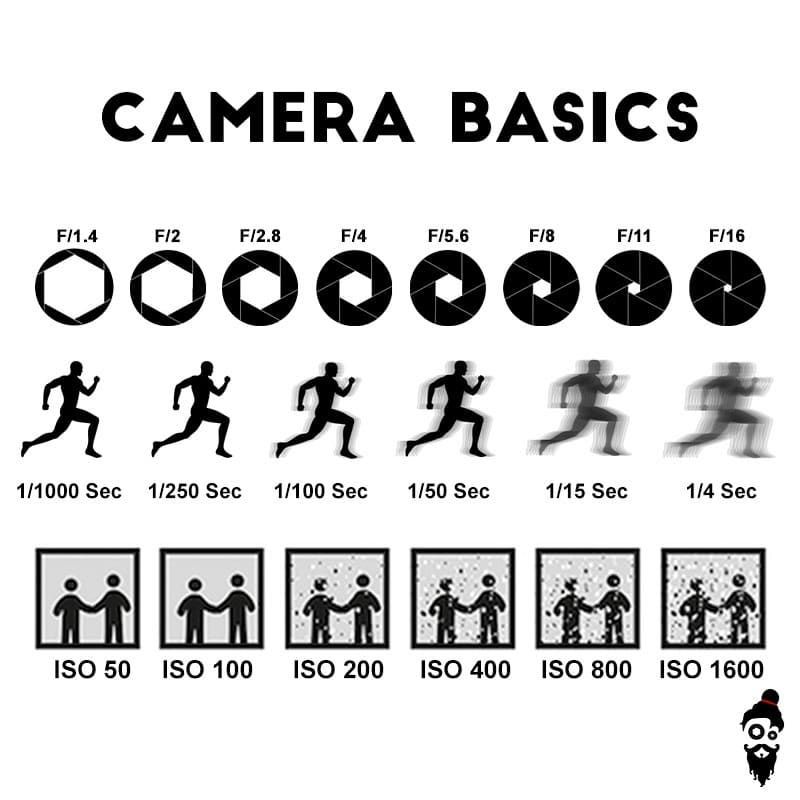 CAMERA BASICS
F/1.4 F/2 F/2.8 F/4 F/5.6 F/8 F/11 F/16
1/1000 Sec 1/250 Sec 1/100 Sec 1/50 Sec 1/15 Sec 1/4 Sec
ISO 50 ISO 100 ISO 200 ISO 400 ISO 800 ISO 1600